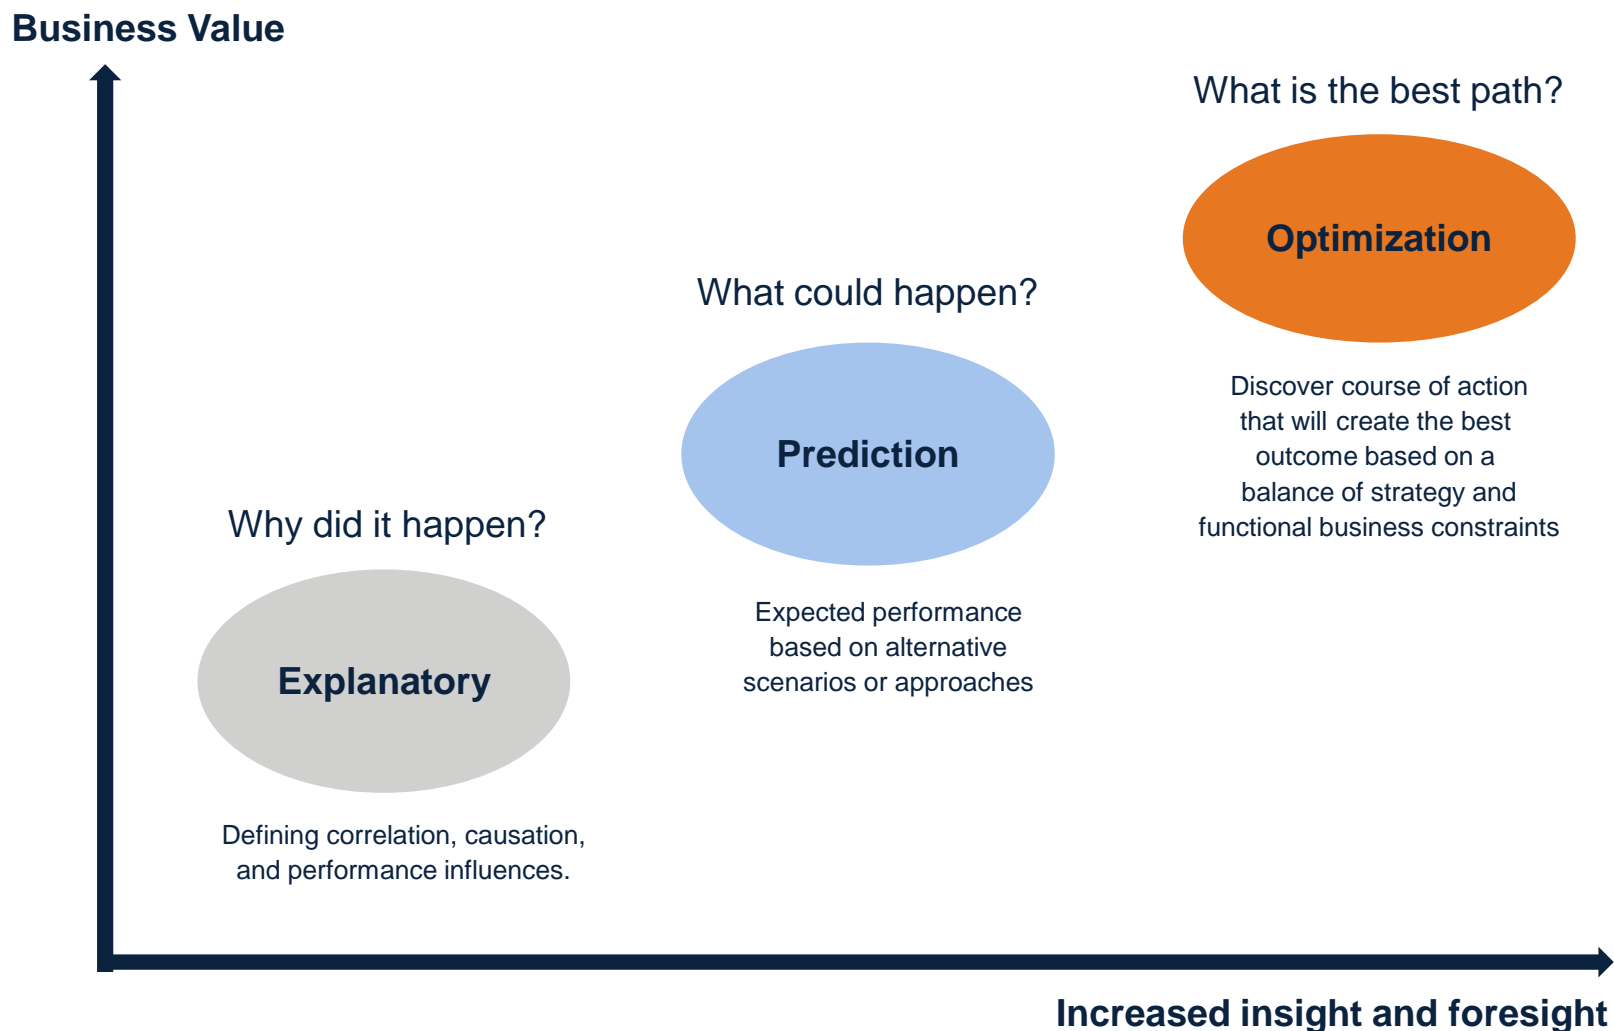 Business Value
What is the best path?
Optimization
Discover course of action
that will create the best
outcome based on a
balance of strategy and
functional business constraints
What could happen?
Prediction
Expected performance
based on alternative
scenarios or approaches
Why did it happen?
Explanatory
Defining correlation, causation,
and performance influences.
Increased insight and foresight